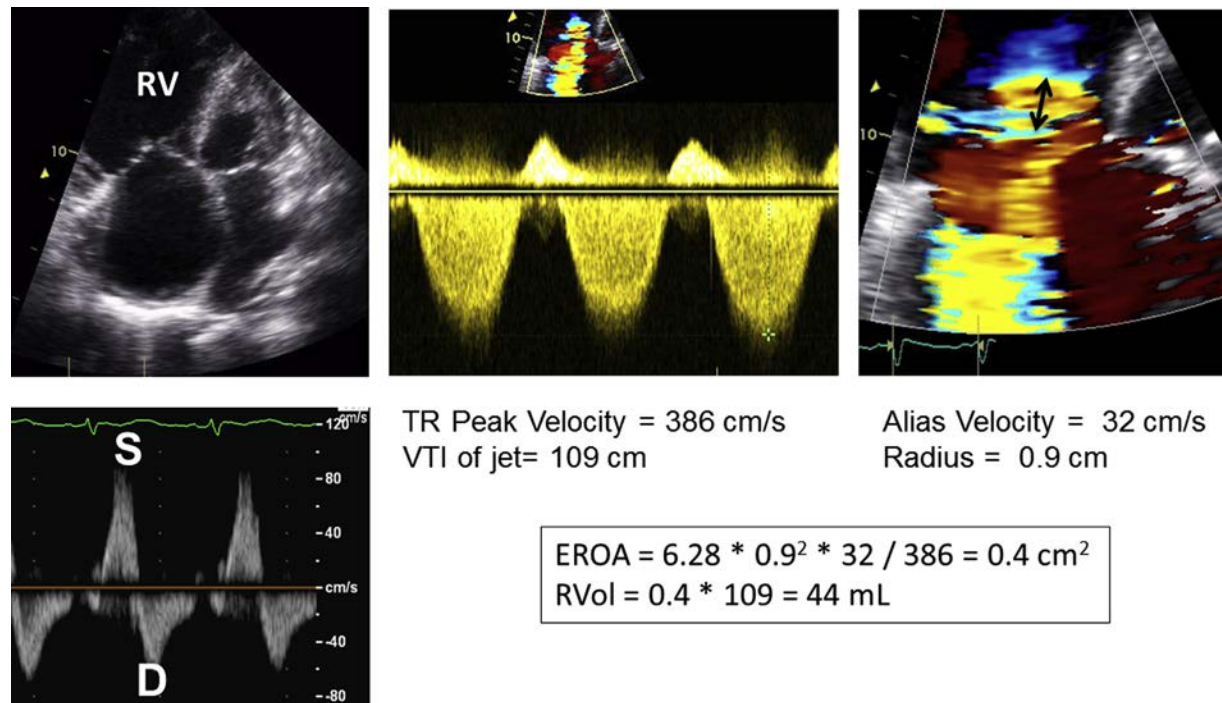 RV
10
10
10
TR Peak Velocity = 386 cm/s
VTI of jet= 109 cm
Alias Velocity = 32 cm/s
Radius = 0.9 cm
EROA = 6.28 * 0.9² * 32 / 386 = 0.4 cm²
RVol = 0.4 * 109 = 44 mL
S
120 cm/s
80
40
cm/s
-40
D
-80